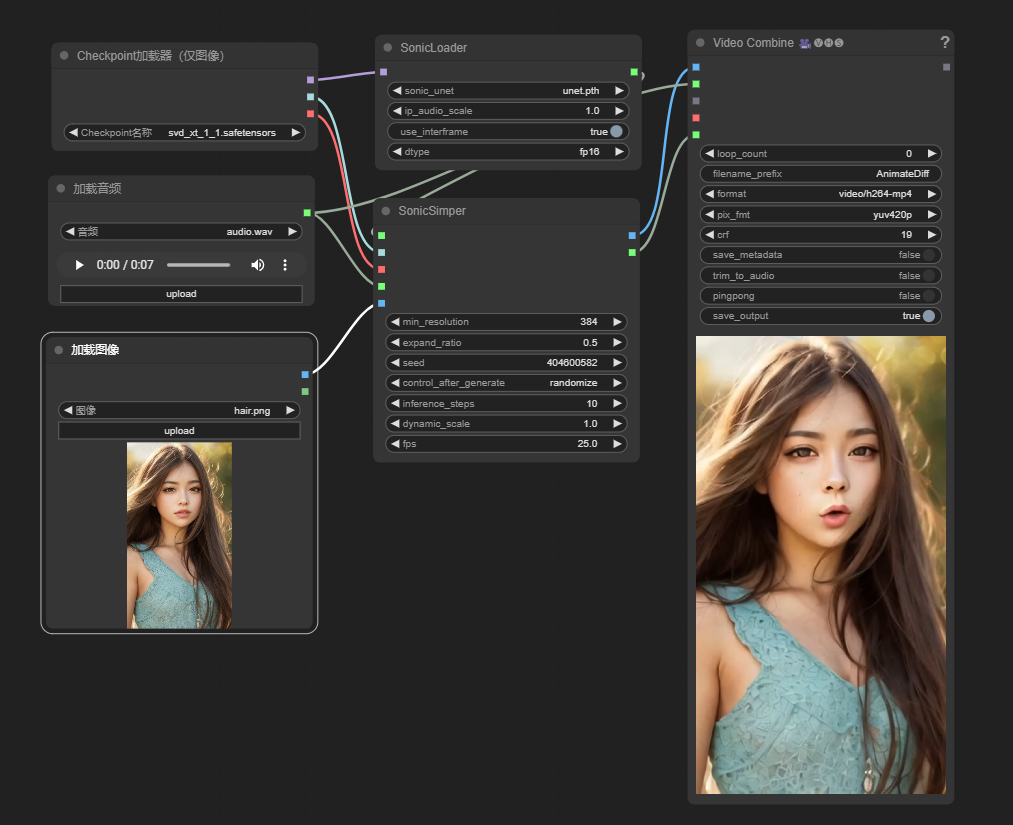 Checkpoint加载器（仅图像）
Checkpoint名称 svd_xt_1_1.safetensors
加载音频
音频 audio.wav
0:00 / 0:07
upload
加载图像
图像 hair.png
upload
SonicLoader
sonic_unet unet.pth
ip_audio_scale 1.0
use_interframe true
dtype fp16
SonicSimper
min_resolution 384
expand_ratio 0.5
seed 404600582
control_after_generate randomize
inference_steps 10
dynamic_scale 1.0
fps 25.0
Video Combine 🎥🅥🅗🅢 ?
loop_count 0
filename_prefix AnimateDiff
format video/h264-mp4
pix_fmt yuv420p
crf 19
save_metadata false
trim_to_audio false
pingpong false
save_output true